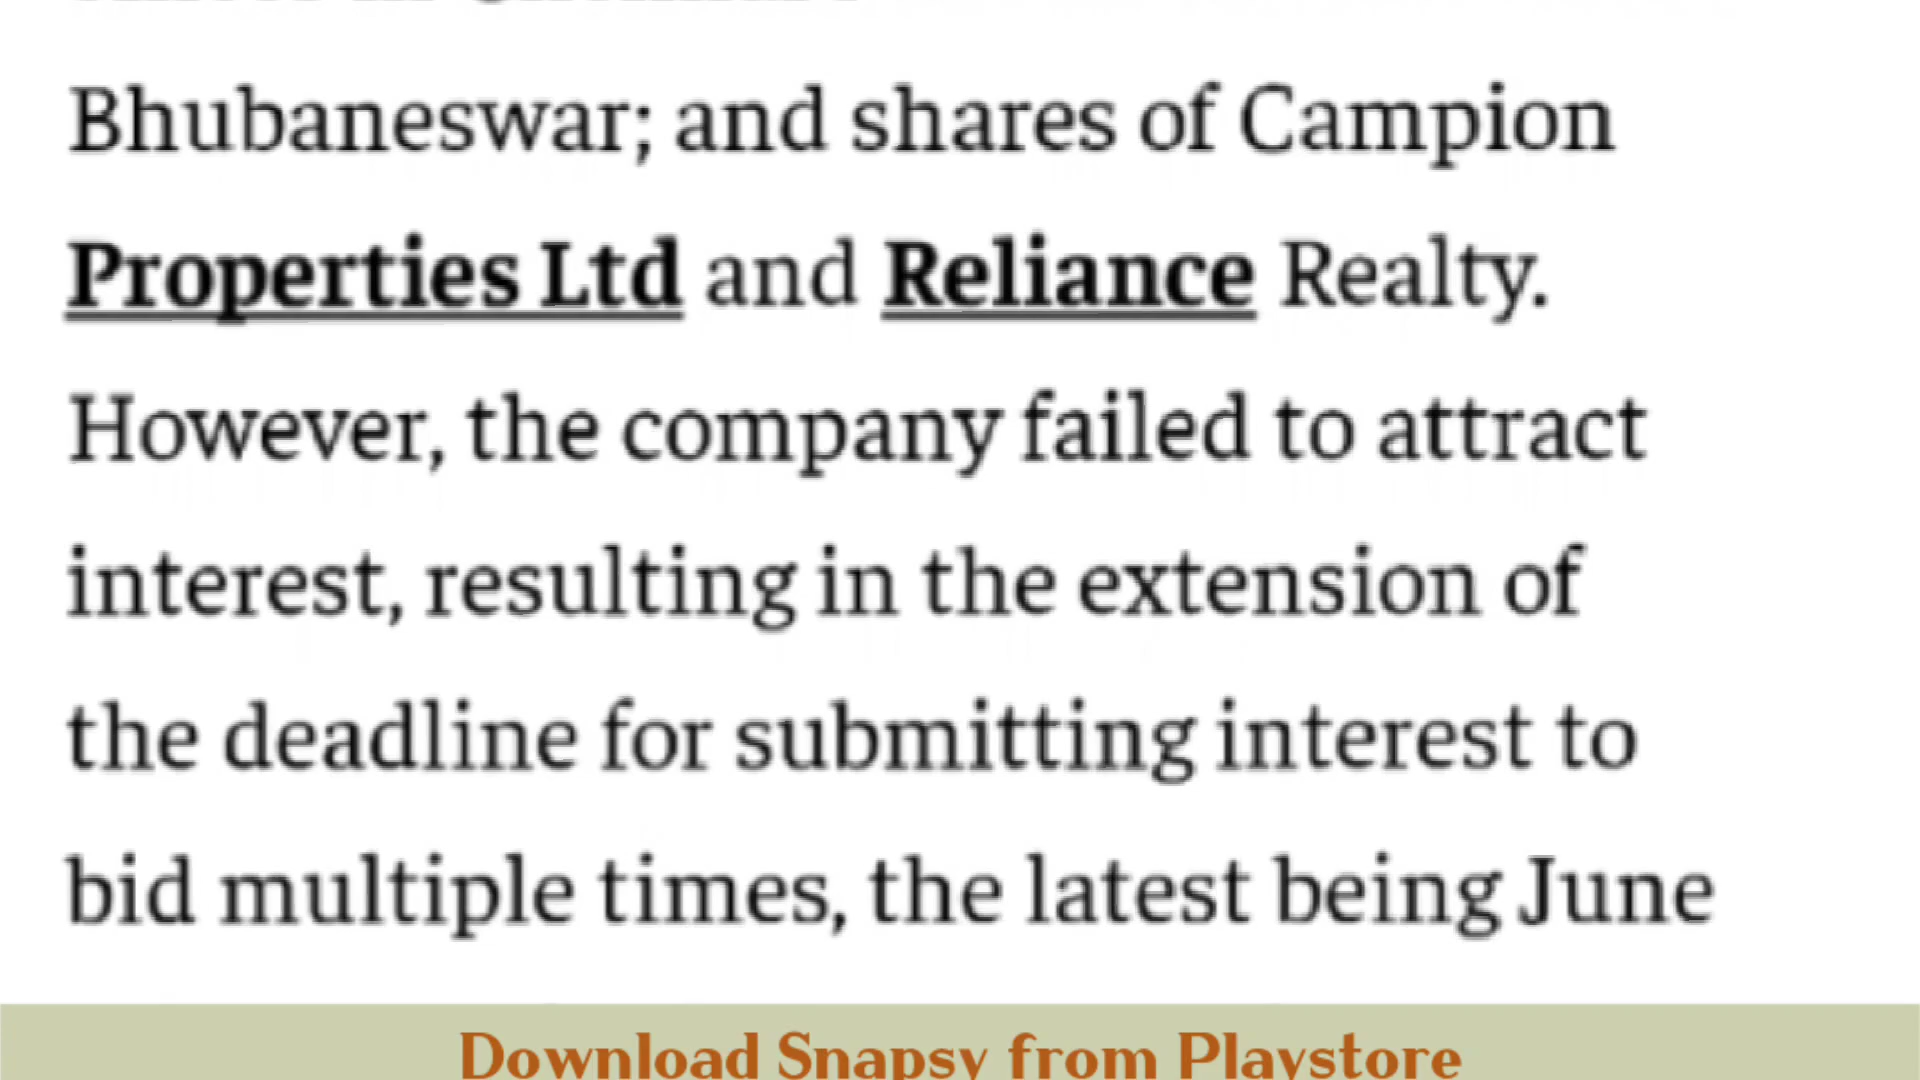 Bhubaneswar; and shares of Campion
Properties Ltd and Reliance Realty.
However, the company failed to attract
interest, resulting in the extension of
the deadline for submitting interest to
bid multiple times, the latest being June
Download Snapsy from Playstore